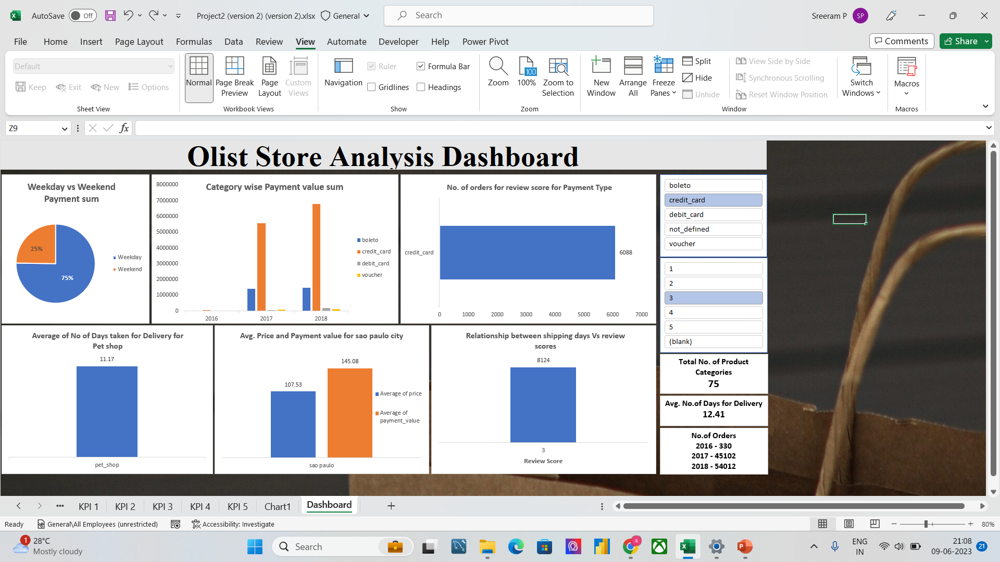 AutoSave Off Project2 (version 2) (version 2).xlsx General Search Sreeram P SP
File Home Insert Page Layout Formulas Data Review View Automate Developer Help Power Pivot Comments Share
Default
Keep Exit New Options
Sheet View
Normal
Page Break
Preview
Page
Layout
Custom
Views
Workbook Views
Navigation
Ruler Formula Bar
Gridlines Headings
Show
Zoom
100
100%
Zoom to
Selection
Zoom
New
Window
Arrange
All
Freeze
Panes
Split
Hide
Unhide
View Side by Side
Synchronous Scrolling
Reset Window Position
Window
Switch
Windows
Macros
Macros
Z9 fx
Olist Store Analysis Dashboard
Weekday vs Weekend
Payment sum
25%
75%
Weekday
Weekend
Category wise Payment value sum
8000000
7000000
6000000
5000000
4000000
3000000
2000000
1000000
0
2016 2017 2018
boleto
credit_card
debit_card
voucher
No. of orders for review score for Payment Type
credit_card 6088
0 1000 2000 3000 4000 5000 6000 7000
boleto
credit_card
debit_card
not_defined
voucher
1
2
3
4
5
(blank)
Average of No of Days taken for Delivery for
Pet shop
11.17
pet_shop
Avg. Price and Payment value for sao paulo city
145.08
107.53
Average of price
Average of
payment_value
sao paulo
Relationship between shipping days Vs review
scores
8124
3
Review Score
Total No. of Product
Categories
75
Avg. No.of Days for Delivery
12.41
No.of Orders
2016 - 330
2017 - 45102
2018 - 54012
KPI 1 KPI 2 KPI 3 KPI 4 KPI 5 Chart1 Dashboard
Ready General\All Employees (unrestricted) Accessibility: Investigate 80%
1
28°C
Mostly cloudy
Search
S
P
ENG
IN
21:08
09-06-2023
21